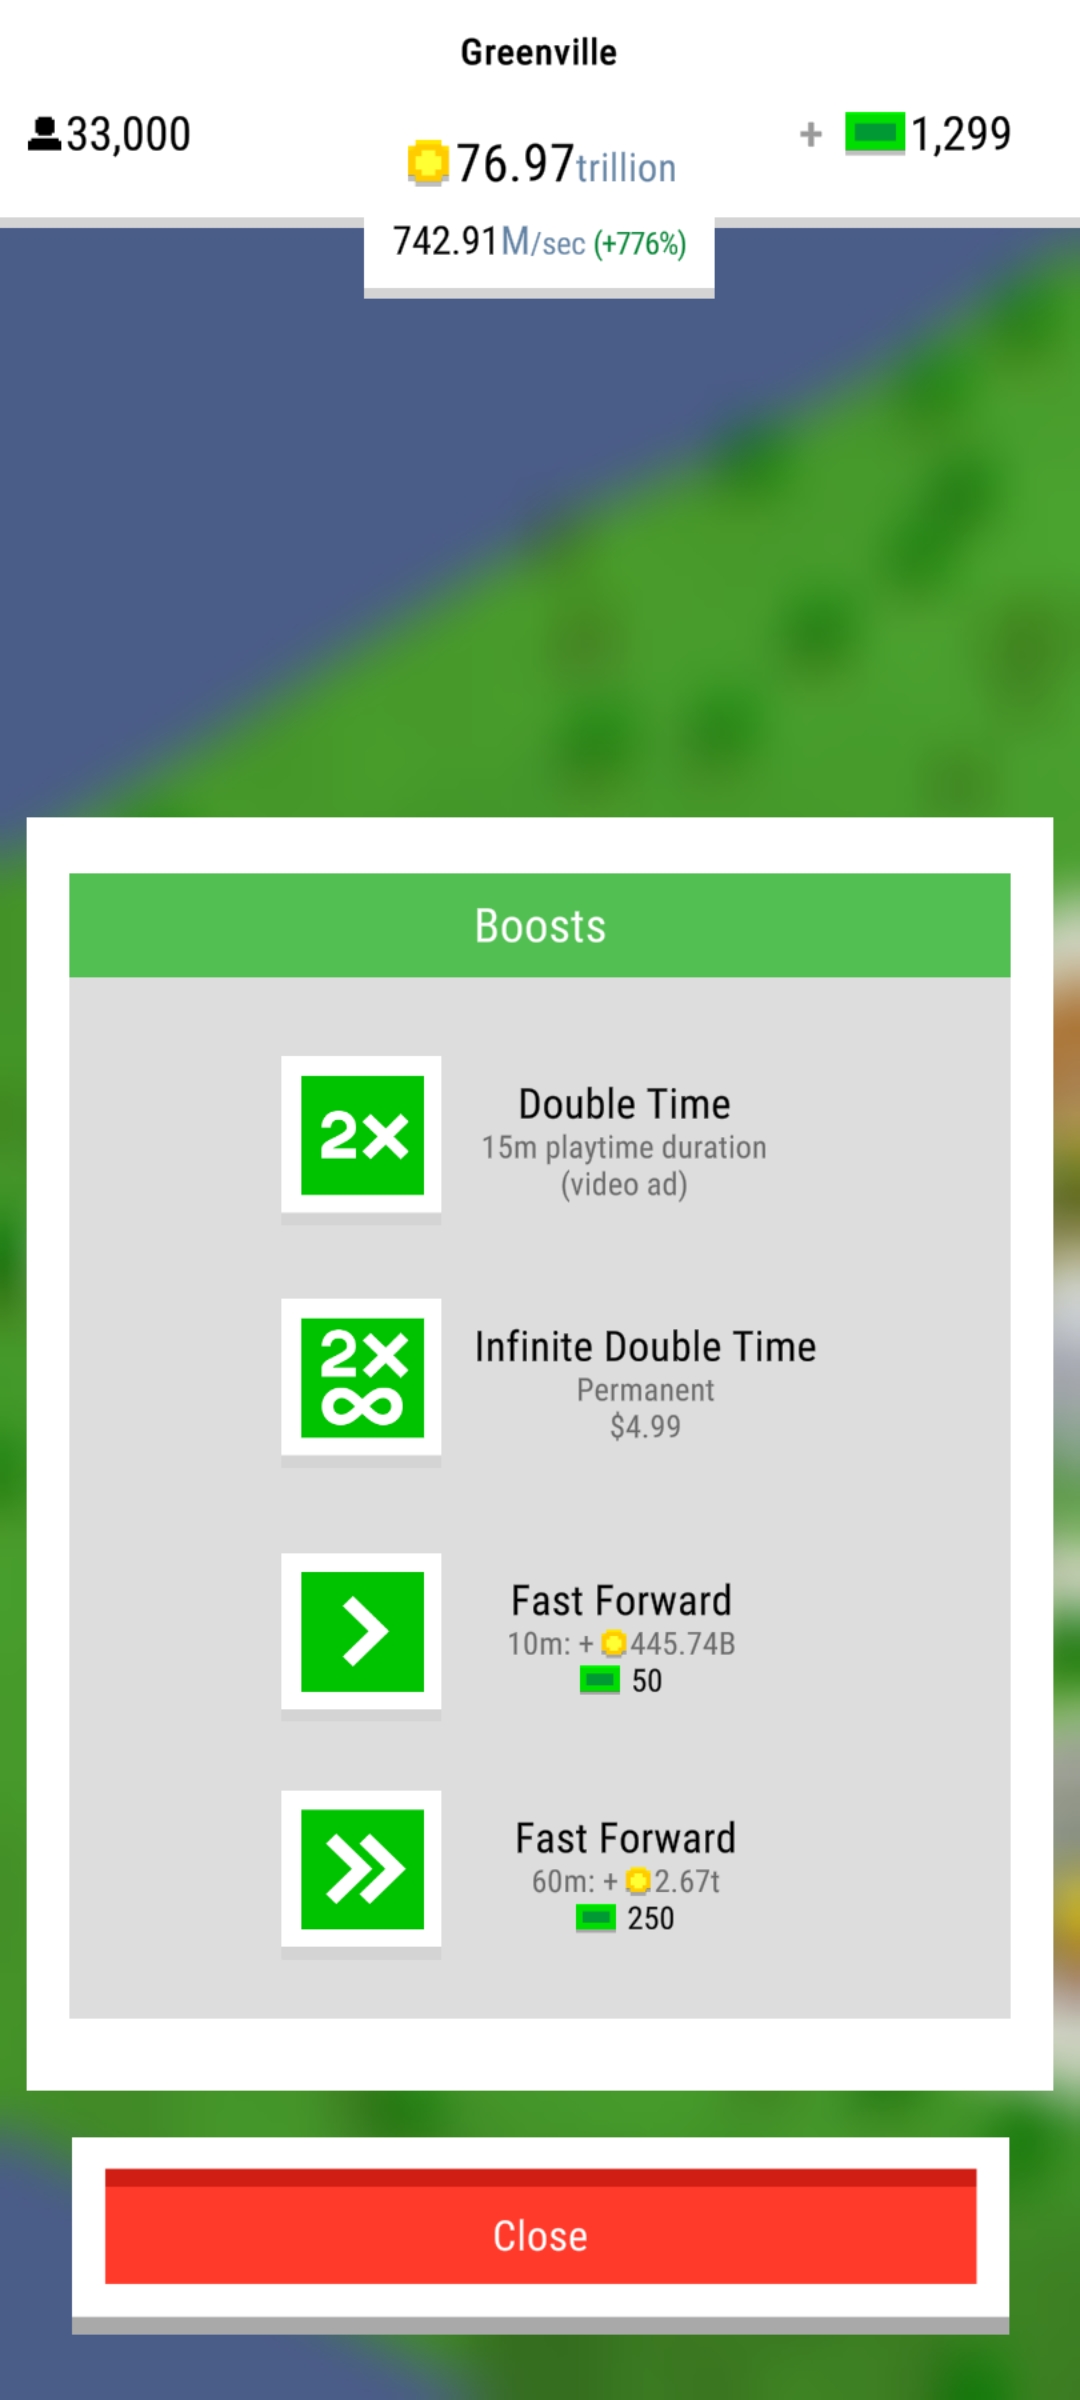 Greenville
33,000
76.97trillion
+ 1,299
742.91M/sec (+776%)
Boosts
2×
Double Time
15m playtime duration
(video ad)
2×
∞
Infinite Double Time
Permanent
$4.99
Fast Forward
10m: + 445.74B
50
Fast Forward
60m: + 2.67t
250
Close